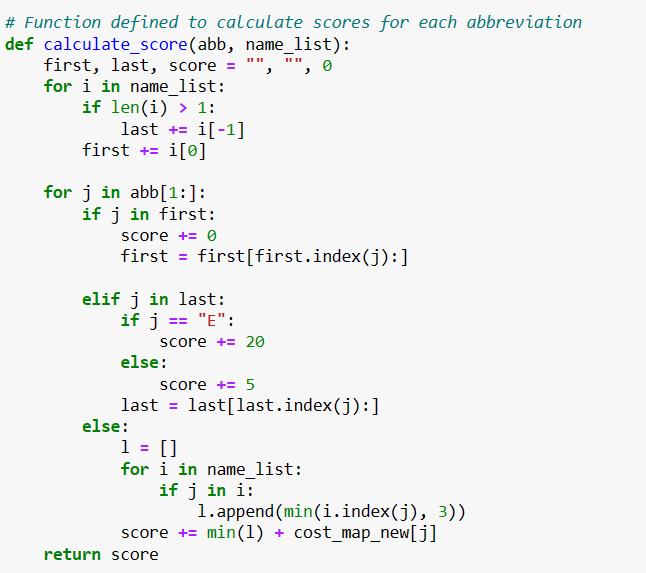 # Function defined to calculate scores for each abbreviation
def calculate_score(abb, name_list):
    first, last, score = "", "", 0
    for i in name_list:
        if len(i) > 1:
            last += i[-1]
        first += i[0]

    for j in abb[1:]:
        if j in first:
            score += 0
            first = first[first.index(j):]

        elif j in last:
            if j == "E":
                score += 20
            else:
                score += 5
            last = last[last.index(j):]
        else:
            l = []
            for i in name_list:
                if j in i:
                    l.append(min(i.index(j), 3))
            score += min(l) + cost_map_new[j]
    return score